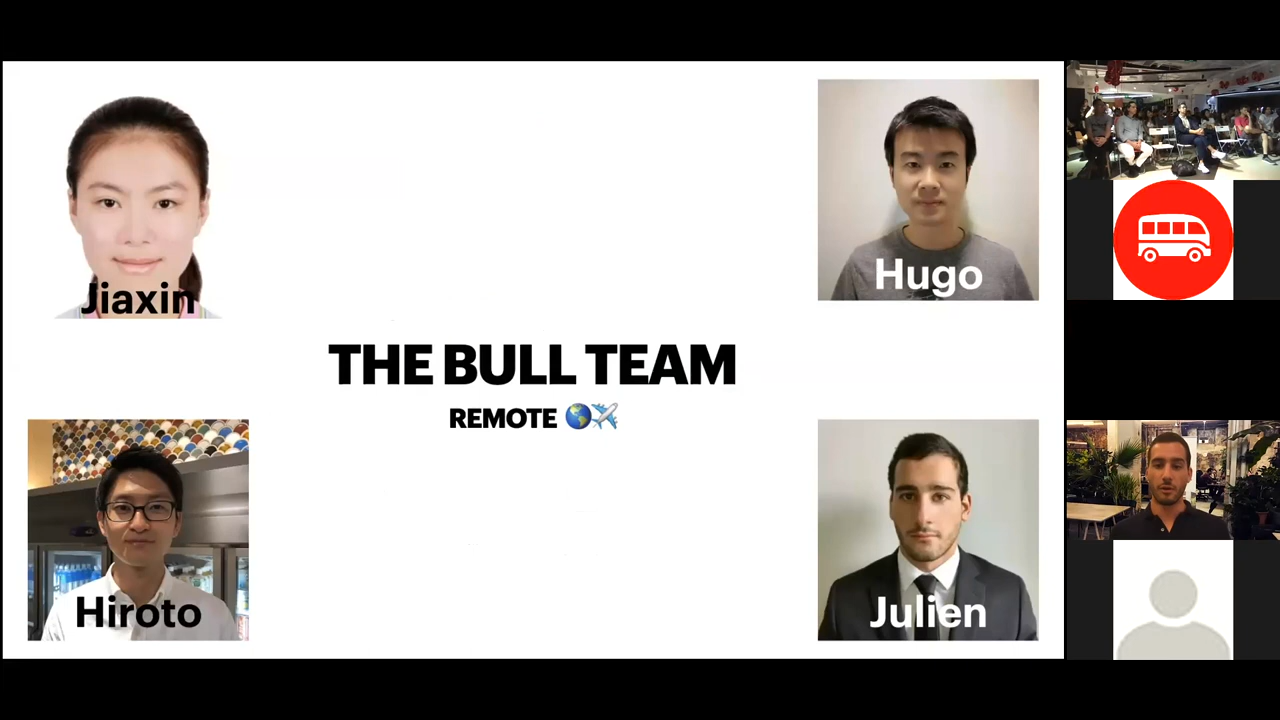 Jiaxin
Hugo
THE BULL TEAM
REMOTE 🌎✈️
Hiroto
Julien